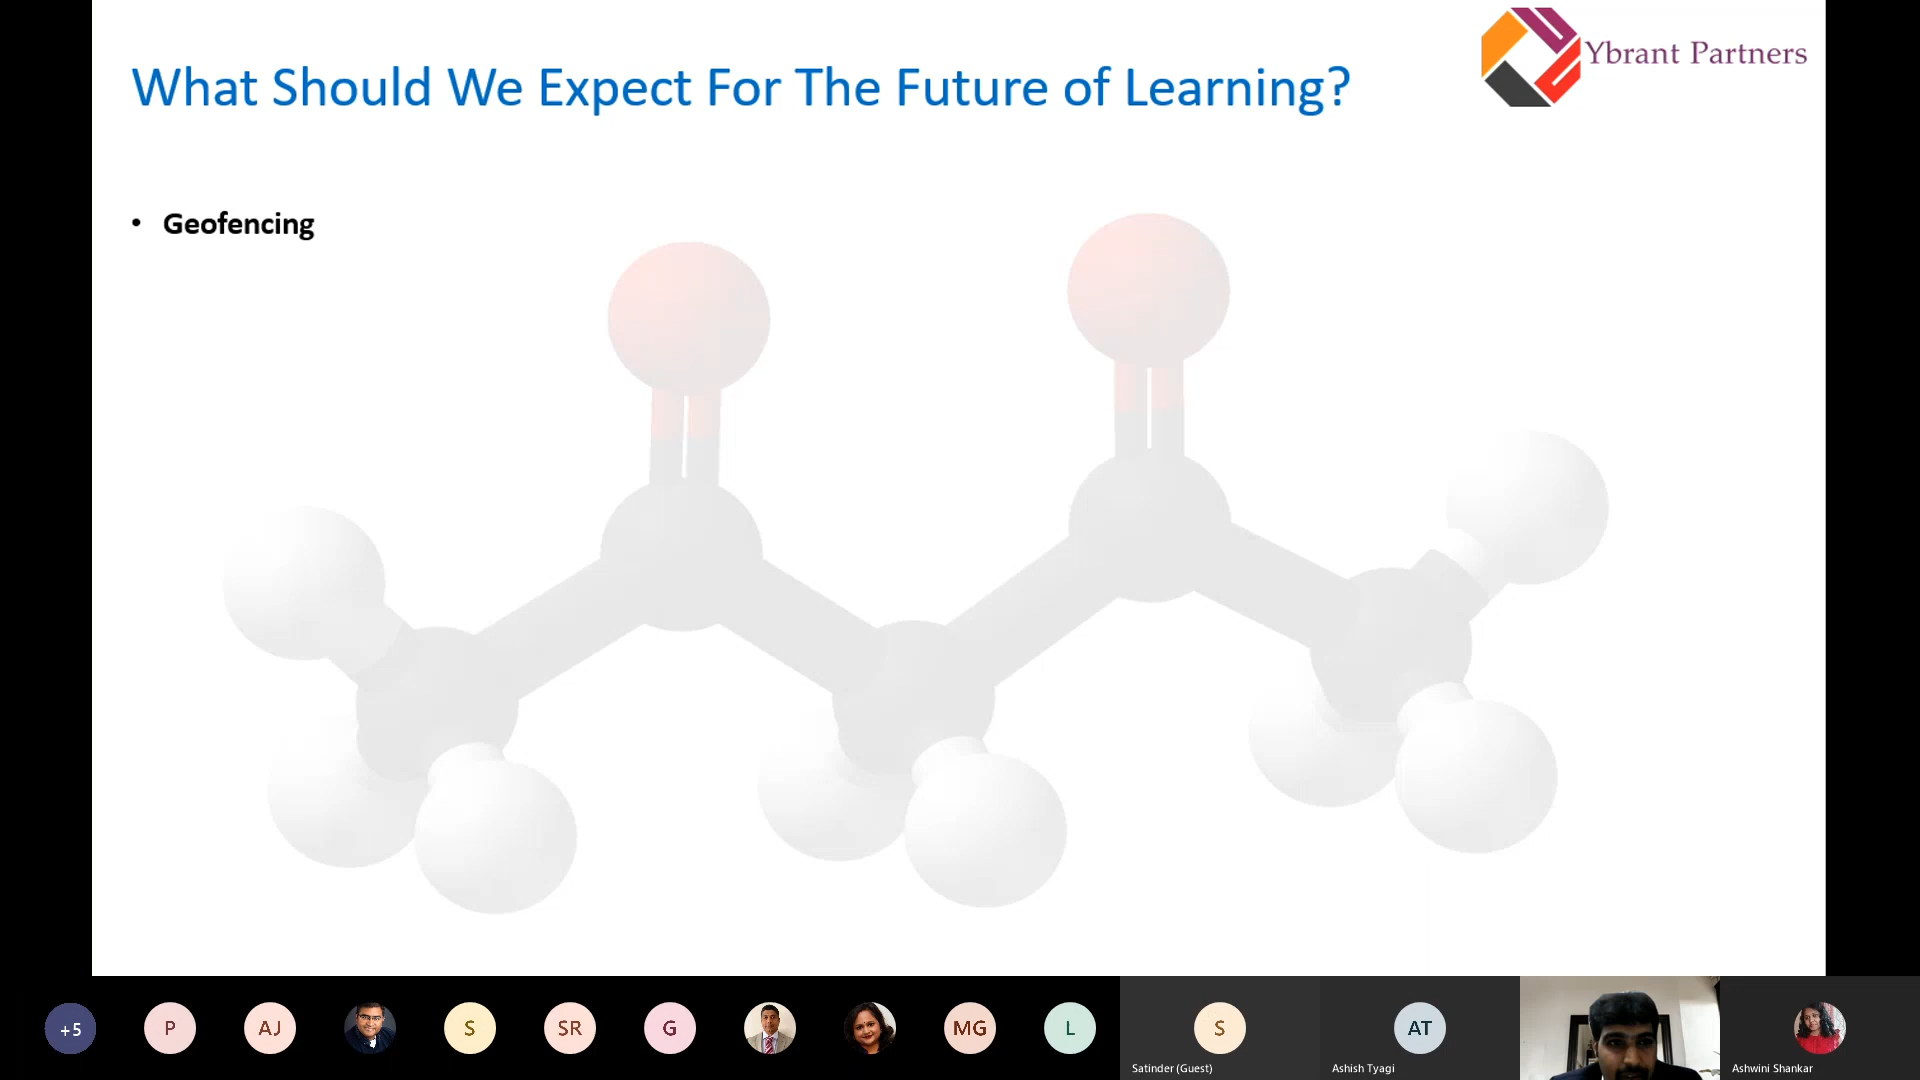 Ybrant Partners
What Should We Expect For The Future of Learning?
• Geofencing
+5
P
AJ
S
SR
G
MG
L
S
AT
Satinder (Guest)
Ashish Tyagi
Ashwini Shankar